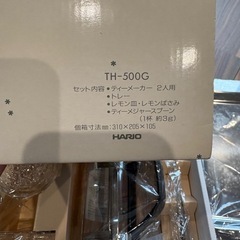 TH-500G
セット内容 • ティーメーカー 2人用
• トレー
• レモン皿・レモンばさみ
• ティーメジャースプーン
(1杯 約3g)
個箱寸法㎜:310×205×105
HARIO